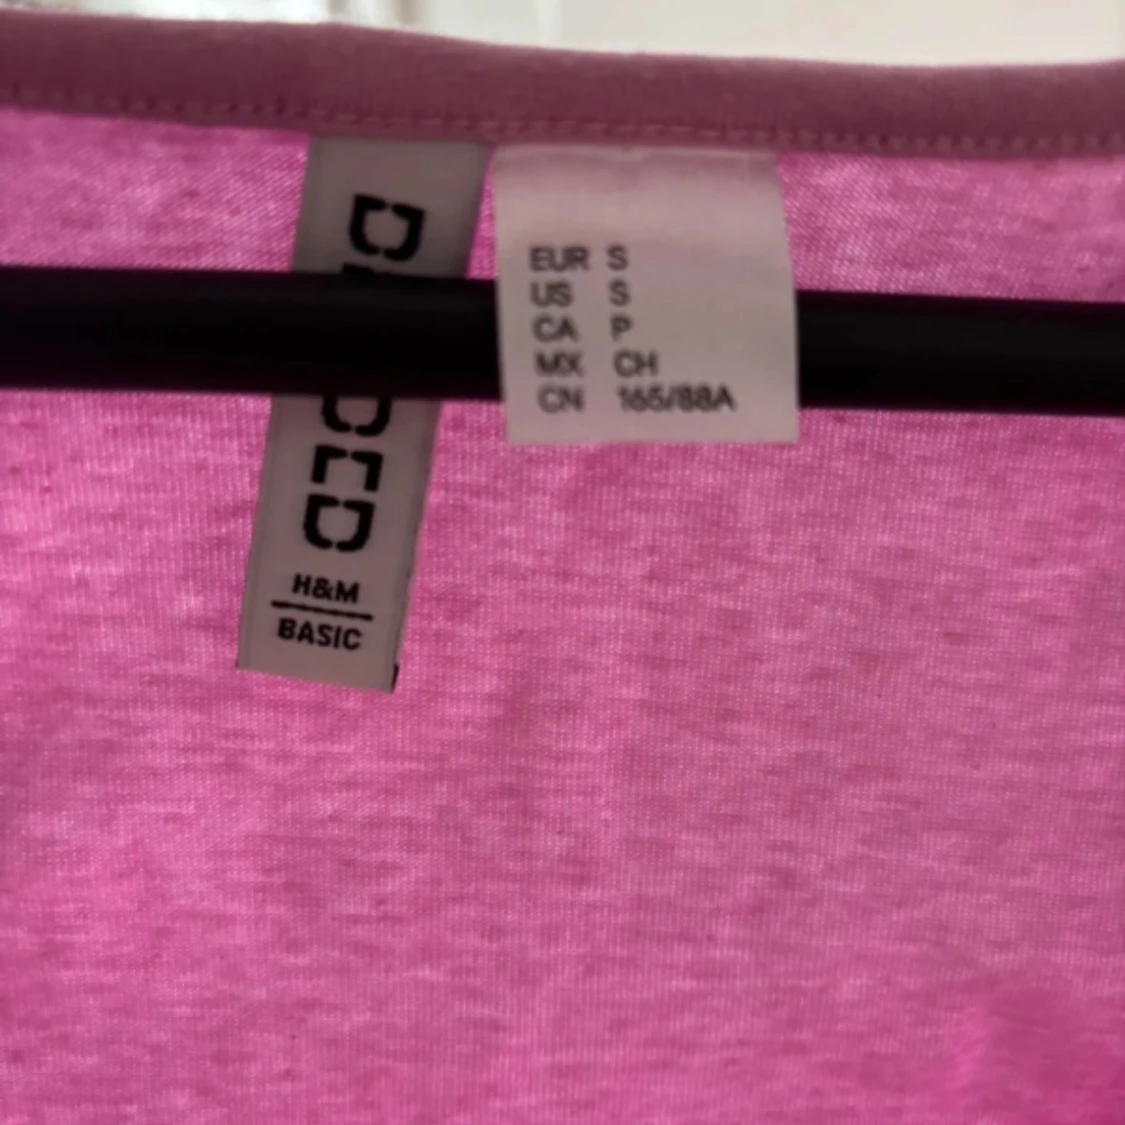 H&M
BASIC
EUR S
US S
CA P
MX CH
CN 165/88A